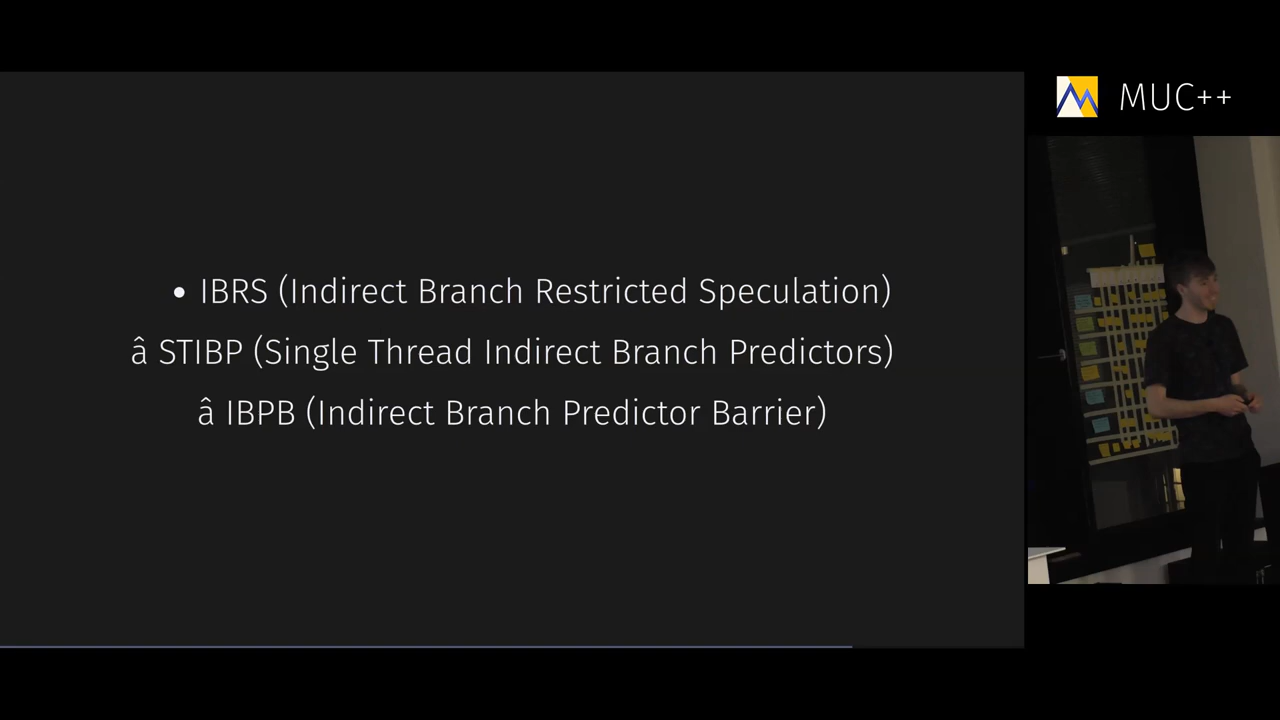 MUC++
• IBRS (Indirect Branch Restricted Speculation)
â STIBP (Single Thread Indirect Branch Predictors)
â IBPB (Indirect Branch Predictor Barrier)